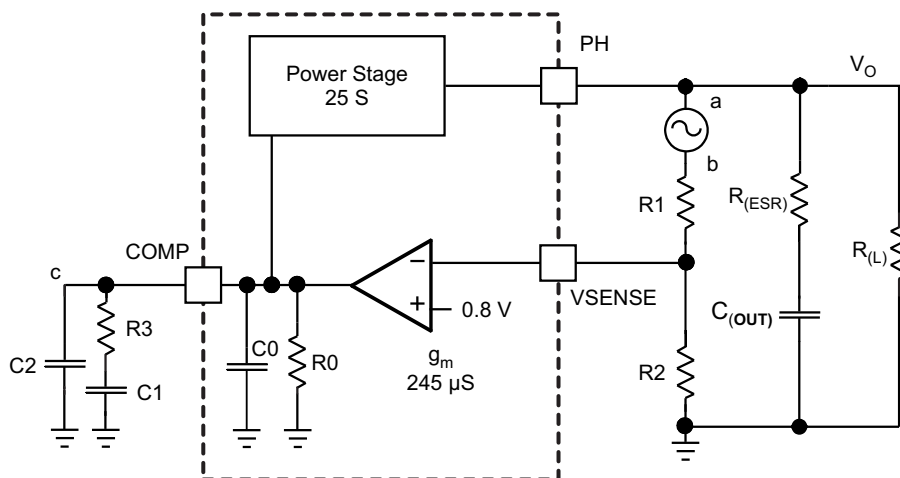 PH
Power Stage
25 S
V_O
a
b
R1
R_(ESR)
R_(L)
COMP
c
VSENSE
−
+
0.8 V
R3
C0
R0
C_(OUT)
C2
C1
g_m
245 µS
R2